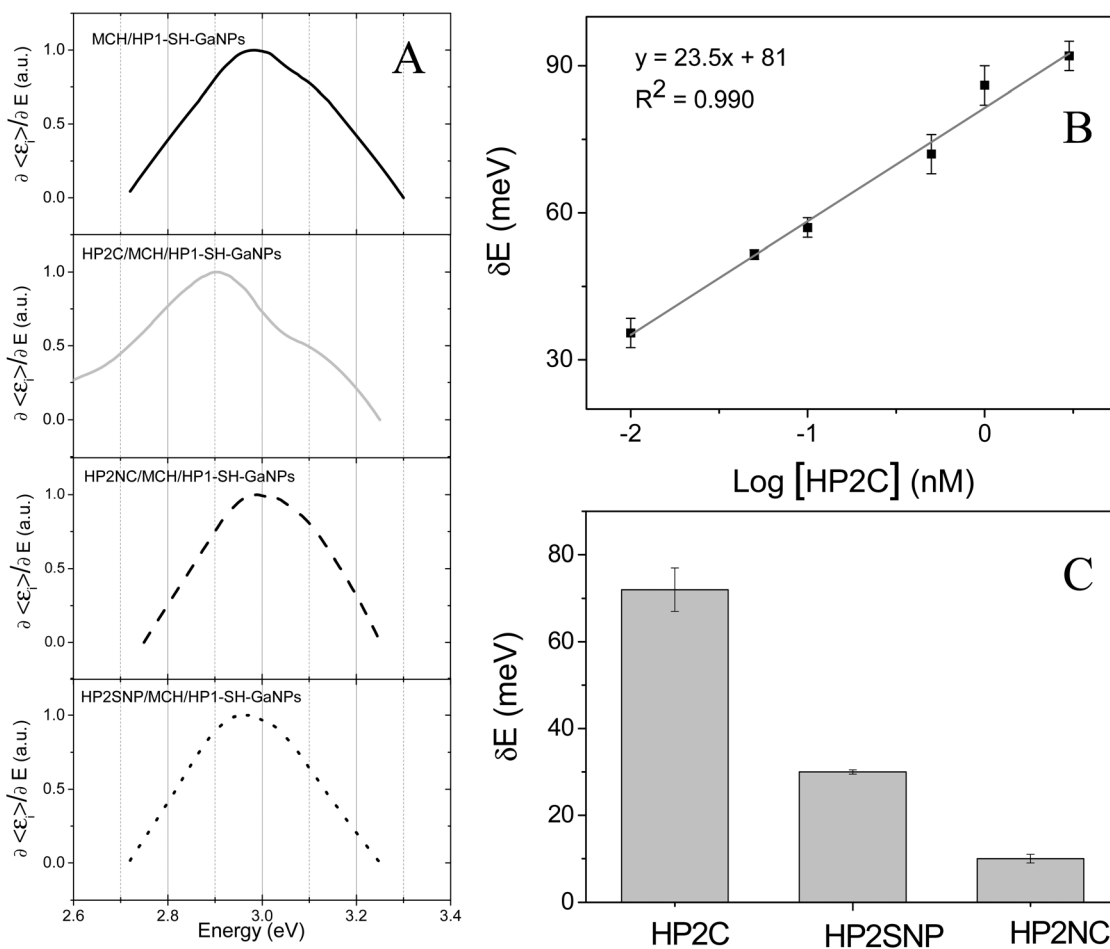 A
MCH/HP1-SH-GaNPs
∂ <εᵢ>/∂ E (a.u.)
1.0
0.5
0.0
HP2C/MCH/HP1-SH-GaNPs
∂ <εᵢ>/∂ E (a.u.)
1.0
0.5
0.0
HP2NC/MCH/HP1-SH-GaNPs
∂ <εᵢ>/∂ E (a.u.)
1.0
0.5
0.0
HP2SNP/MCH/HP1-SH-GaNPs
∂ <εᵢ>/∂ E (a.u.)
1.0
0.5
0.0
2.6 2.8 3.0 3.2 3.4
Energy (eV)
B
y = 23.5x + 81
R² = 0.990
δE (meV)
90
60
30
-2 -1 0
Log [HP2C] (nM)
C
δE (meV)
80
60
40
20
0
HP2C HP2SNP HP2NC